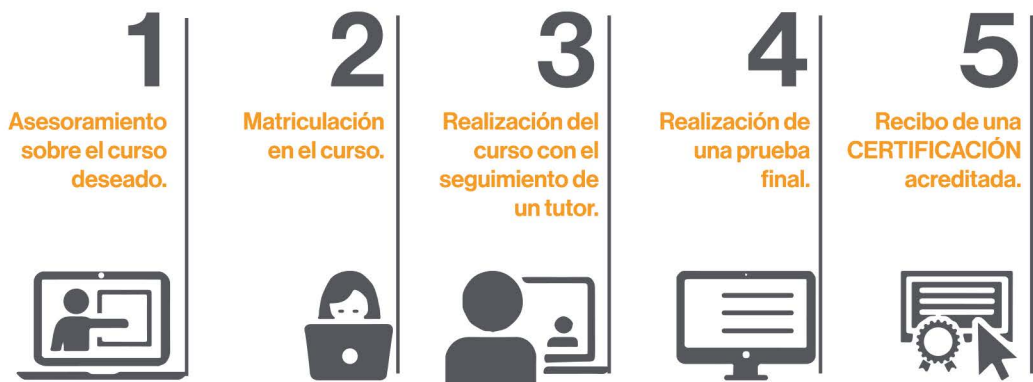 1
Asesoramiento
sobre el curso
deseado.
2
Matriculación
en el curso.
3
Realización del
curso con el
seguimiento de
un tutor.
4
Realización de
una prueba
final.
5
Recibo de una
CERTIFICACIÓN
acreditada.